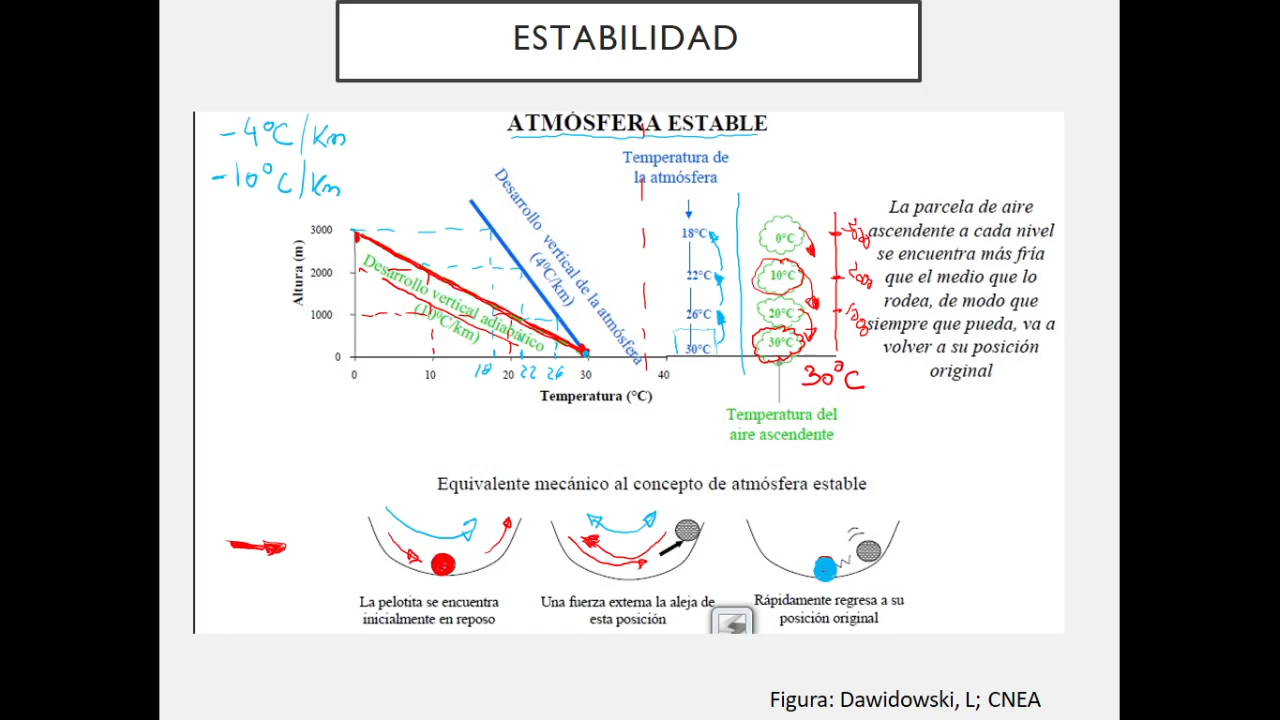 ESTABILIDAD
ATMÓSFERA ESTABLE
-4°C/Km
-10°C/Km
Temperatura de
la atmósfera
Desarrollo vertical de la atmósfera
(4°C/km)
Desarrollo vertical adiabático
(10°C/km)
Altura (m)
3000
2000
1000
0
0
10
20
30
40
18
22
26
Temperatura (°C)
18°C
22°C
26°C
30°C
0°C
10°C
20°C
30°C
30°C
Temperatura del
aire ascendente
La parcela de aire
ascendente a cada nivel
se encuentra más fría
que el medio que lo
rodea, de modo que
siempre que pueda, va a
volver a su posición
original
Equivalente mecánico al concepto de atmósfera estable
La pelotita se encuentra
inicialmente en reposo
Una fuerza externa la aleja de
esta posición
Rápidamente regresa a su
posición original
Figura: Dawidowski, L; CNEA